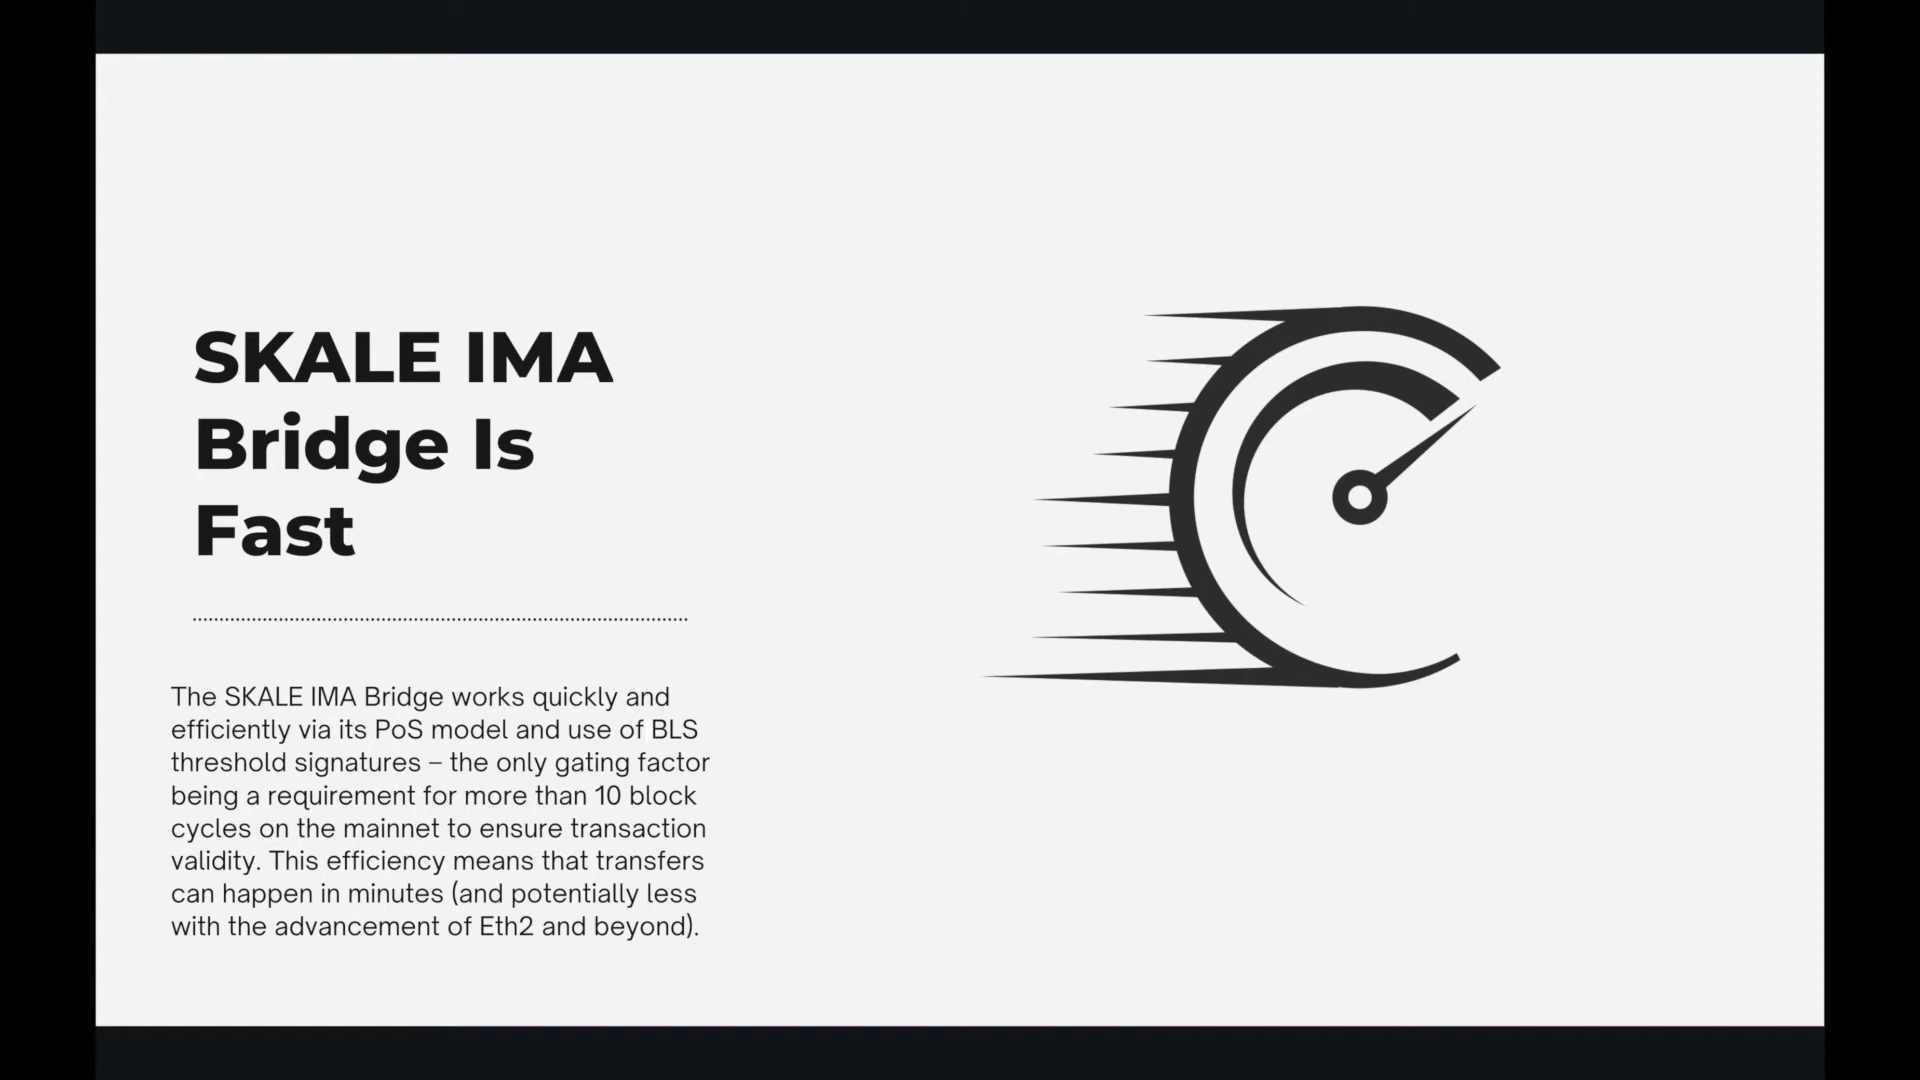 SKALE IMA
Bridge Is
Fast
The SKALE IMA Bridge works quickly and
efficiently via its PoS model and use of BLS
threshold signatures – the only gating factor
being a requirement for more than 10 block
cycles on the mainnet to ensure transaction
validity. This efficiency means that transfers
can happen in minutes (and potentially less
with the advancement of Eth2 and beyond).